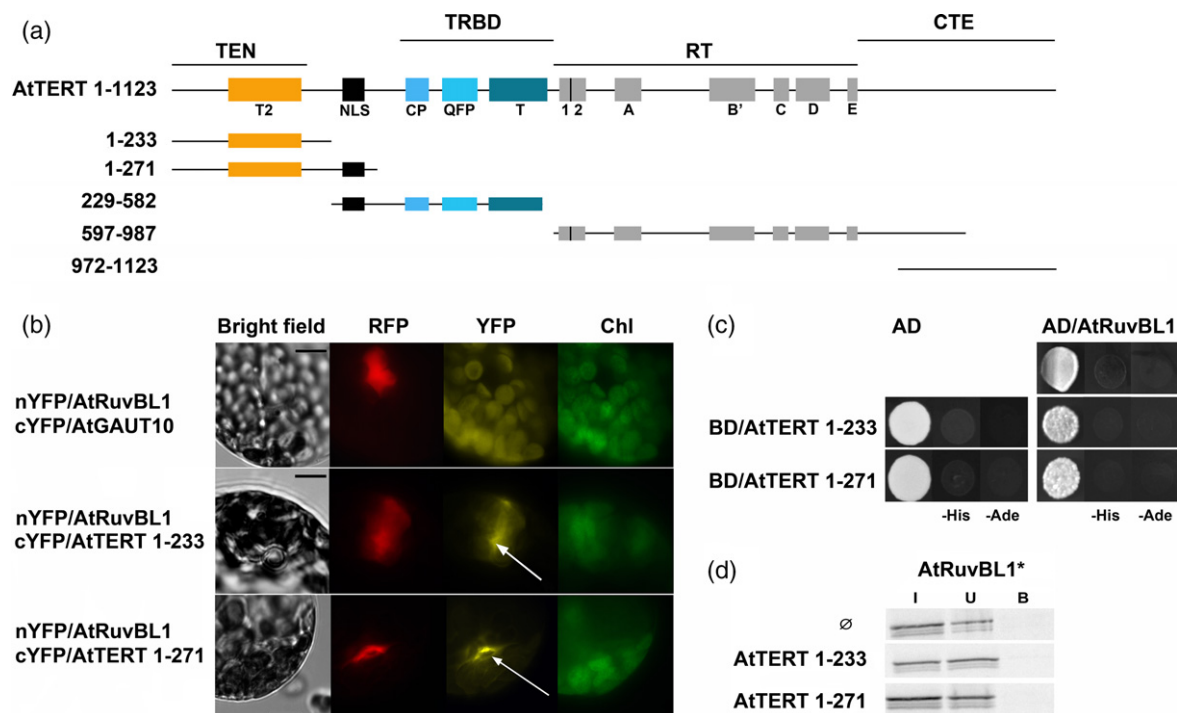 (a)
TEN TRBD RT CTE
AtTERT 1-1123
T2 NLS CP QFP T 1 2 A B' C D E
1-233
1-271
229-582
597-987
972-1123
(b)
Bright field RFP YFP Chl
nYFP/AtRuvBL1
cYFP/AtGAUT10
nYFP/AtRuvBL1
cYFP/AtTERT 1-233
nYFP/AtRuvBL1
cYFP/AtTERT 1-271
(c)
AD AD/AtRuvBL1
BD/AtTERT 1-233
BD/AtTERT 1-271
-His -Ade -His -Ade
(d)
AtRuvBL1*
I U B
∅
AtTERT 1-233
AtTERT 1-271